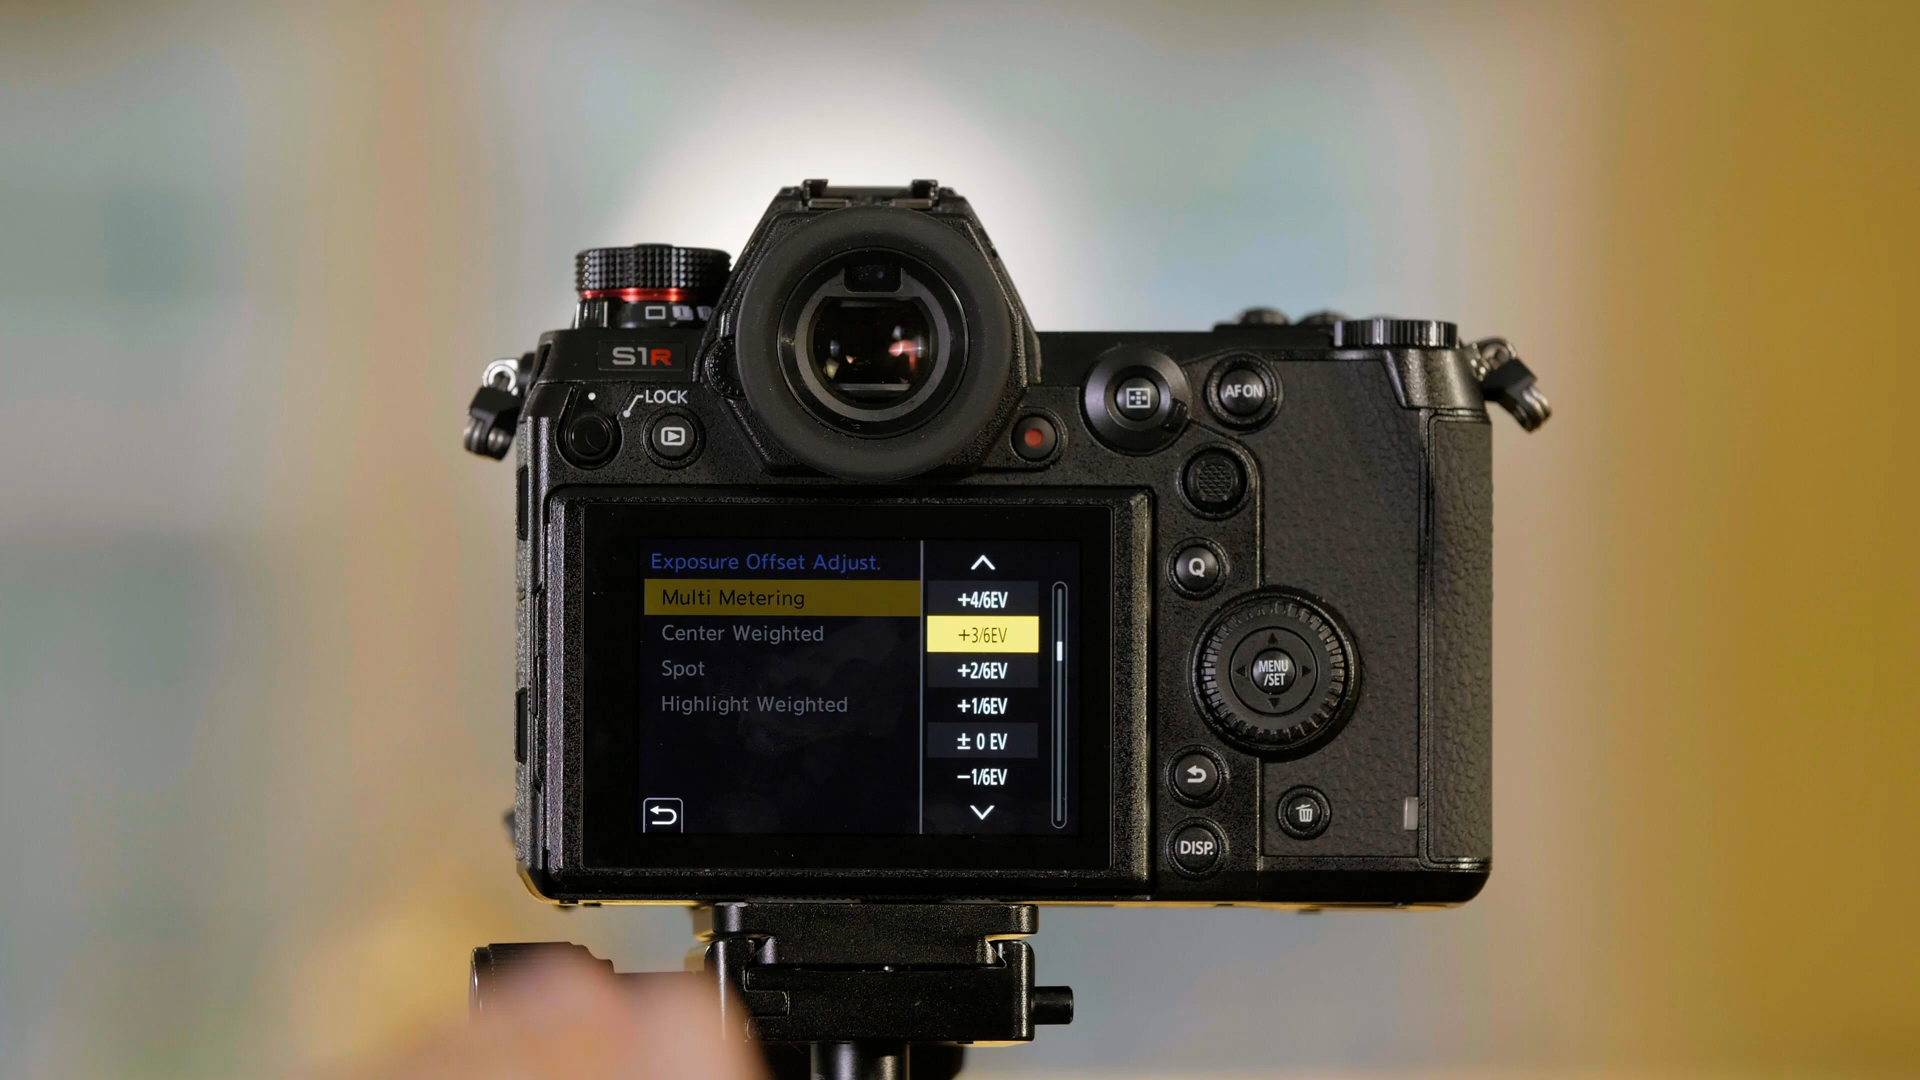 S1R
LOCK
AF ON
Exposure Offset Adjust.
Multi Metering
Center Weighted
Spot
Highlight Weighted
+4/6EV
+3/6EV
+2/6EV
+1/6EV
± 0 EV
−1/6EV
Q
MENU
/SET
DISP.